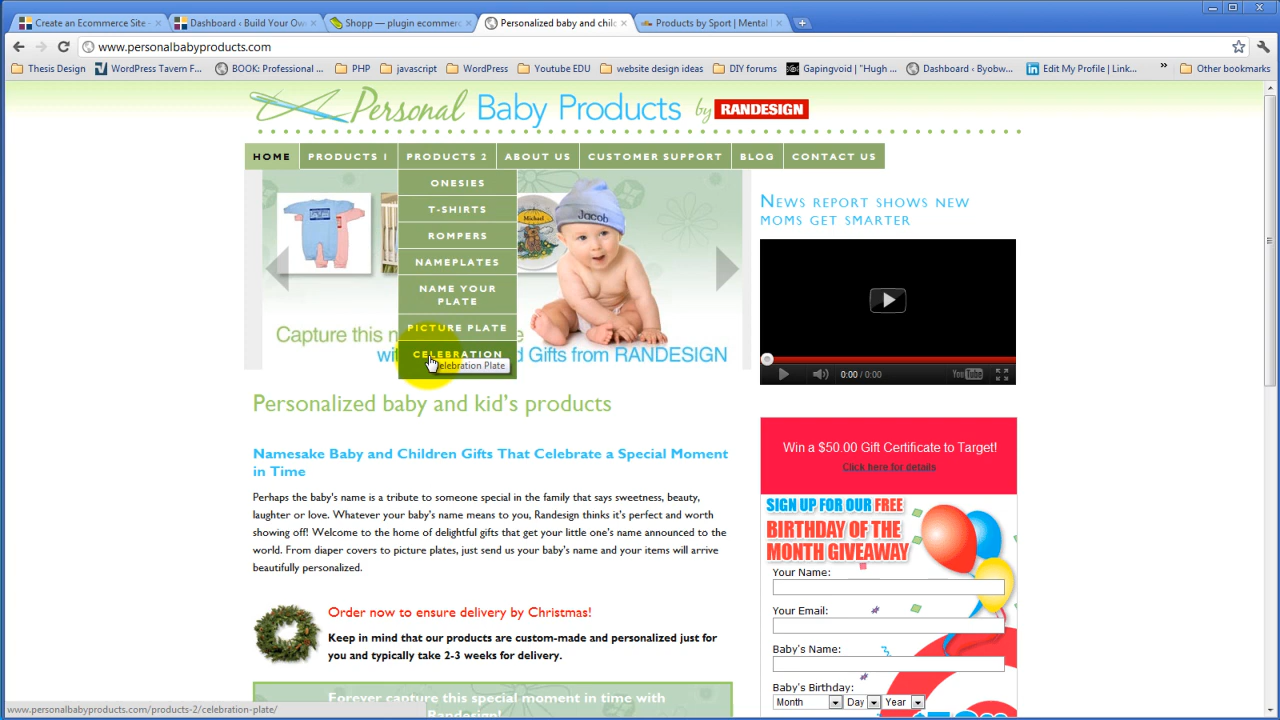 Create an Ecommerce Site -
Dashboard ‹ Build Your Ow
Shopp — plugin ecommerc
Personalized baby and chil
Products by Sport | Mental
www.personalbabyproducts.com
Thesis Design
WordPress Tavern F...
BOOK: Professional ...
PHP
javascript
WordPress
Youtube EDU
website design ideas
DIY forums
Gapingvoid "Hugh ...
Dashboard ‹ Byobw...
Edit My Profile | Link...
»
Other bookmarks
Personal Baby Products by RANDESIGN
HOME
PRODUCTS 1
PRODUCTS 2
ABOUT US
CUSTOMER SUPPORT
BLOG
CONTACT US
ONESIES
T-SHIRTS
ROMPERS
NAMEPLATES
NAME YOUR
PLATE
PICTURE PLATE
CELEBRATION
Celebration Plate
Michael
Jacob
Capture this
with
d Gifts from RANDESIGN
Personalized baby and kid's products
Namesake Baby and Children Gifts That Celebrate a Special Moment
in Time
Perhaps the baby's name is a tribute to someone special in the family that says sweetness, beauty,
laughter or love. Whatever your baby's name means to you, Randesign thinks it's perfect and worth
showing off! Welcome to the home of delightful gifts that get your little one's name announced to the
world. From diaper covers to picture plates, just send us your baby's name and your items will arrive
beautifully personalized.
Order now to ensure delivery by Christmas!
Keep in mind that our products are custom-made and personalized just for
you and typically take 2-3 weeks for delivery.
Forever capture this special moment in time with
Randesign!
News report shows new
moms get smarter
0:00 / 0:00
YouTube
Win a $50.00 Gift Certificate to Target!
Click here for details
SIGN UP FOR OUR FREE
BIRTHDAY OF THE
MONTH GIVEAWAY
Your Name:
Your Email:
Baby's Name:
Baby's Birthday:
Month
Day
Year
www.personalbabyproducts.com/products-2/celebration-plate/